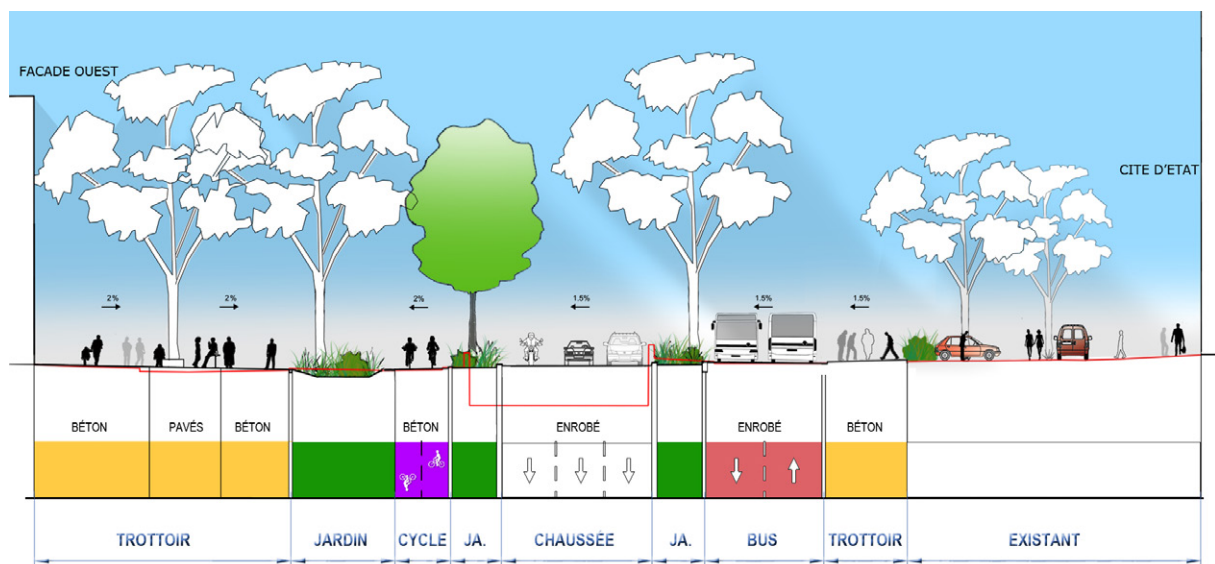 FACADE OUEST
CITE D'ETAT
2% 2% 2% 1.5% 1.5% 1.5%
BÉTON PAVÉS BÉTON BÉTON ENROBÉ ENROBÉ BÉTON
TROTTOIR JARDIN CYCLE JA. CHAUSSÉE JA. BUS TROTTOIR EXISTANT